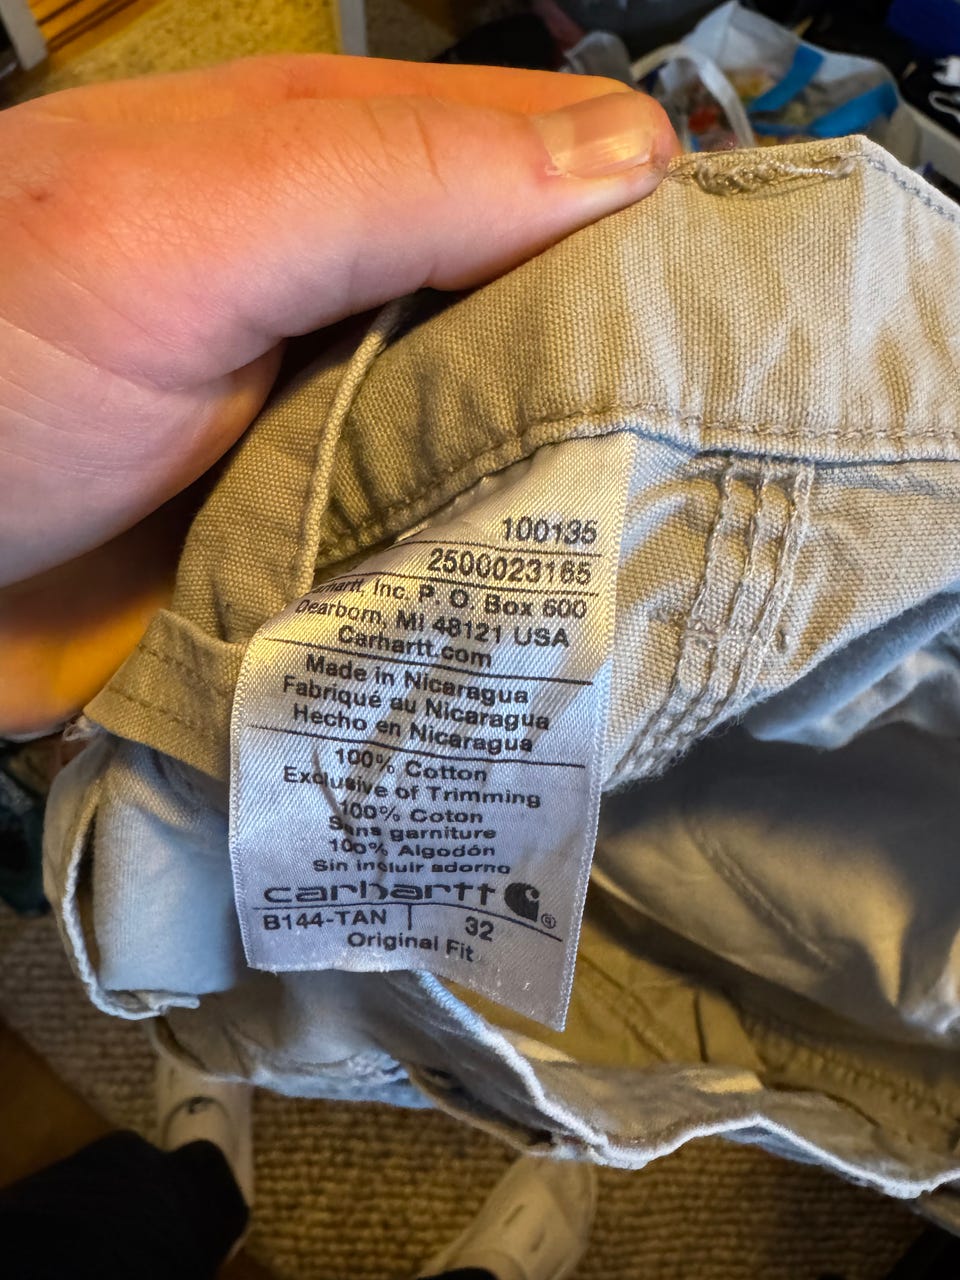 100135
2500023165
Carhartt, Inc. P. O. Box 600
Dearborn, MI 48121 USA
Carhartt.com
Made in Nicaragua
Fabriqué au Nicaragua
Hecho en Nicaragua
100% Cotton
Exclusive of Trimming
100% Coton
Sans garniture
100% Algodón
Sin incluir adorno
carhartt ®
B144-TAN | 32
Original Fit